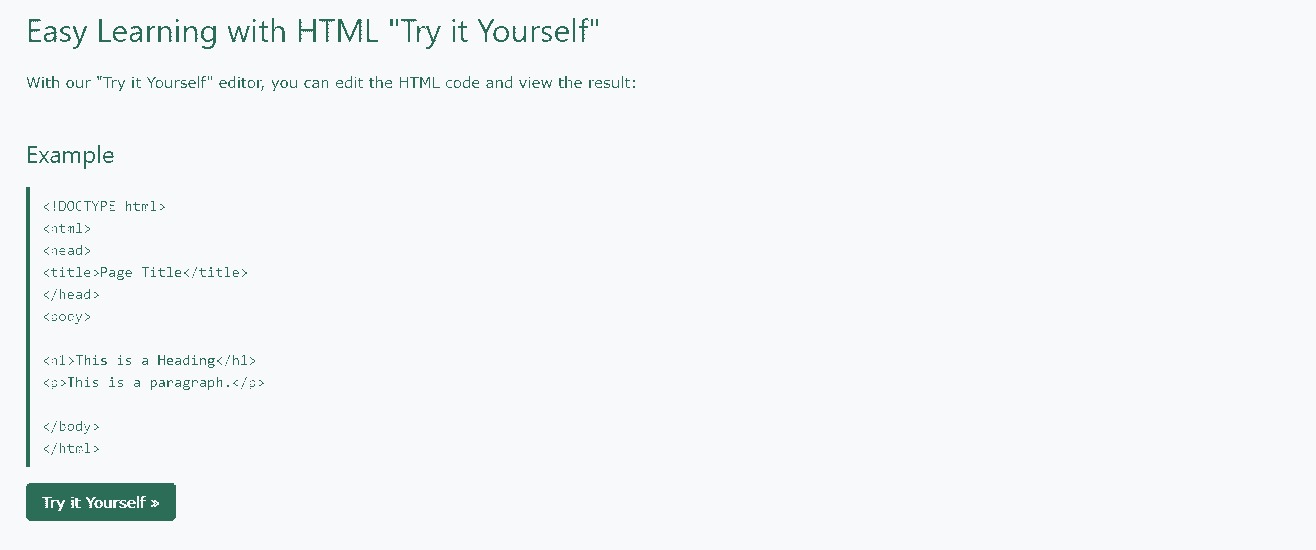 Easy Learning with HTML "Try it Yourself"
With our "Try it Yourself" editor, you can edit the HTML code and view the result:
Example
<!DOCTYPE html>
<html>
<head>
<title>Page Title</title>
</head>
<body>
<h1>This is a Heading</h1>
<p>This is a paragraph.</p>
</body>
</html>
Try it Yourself »